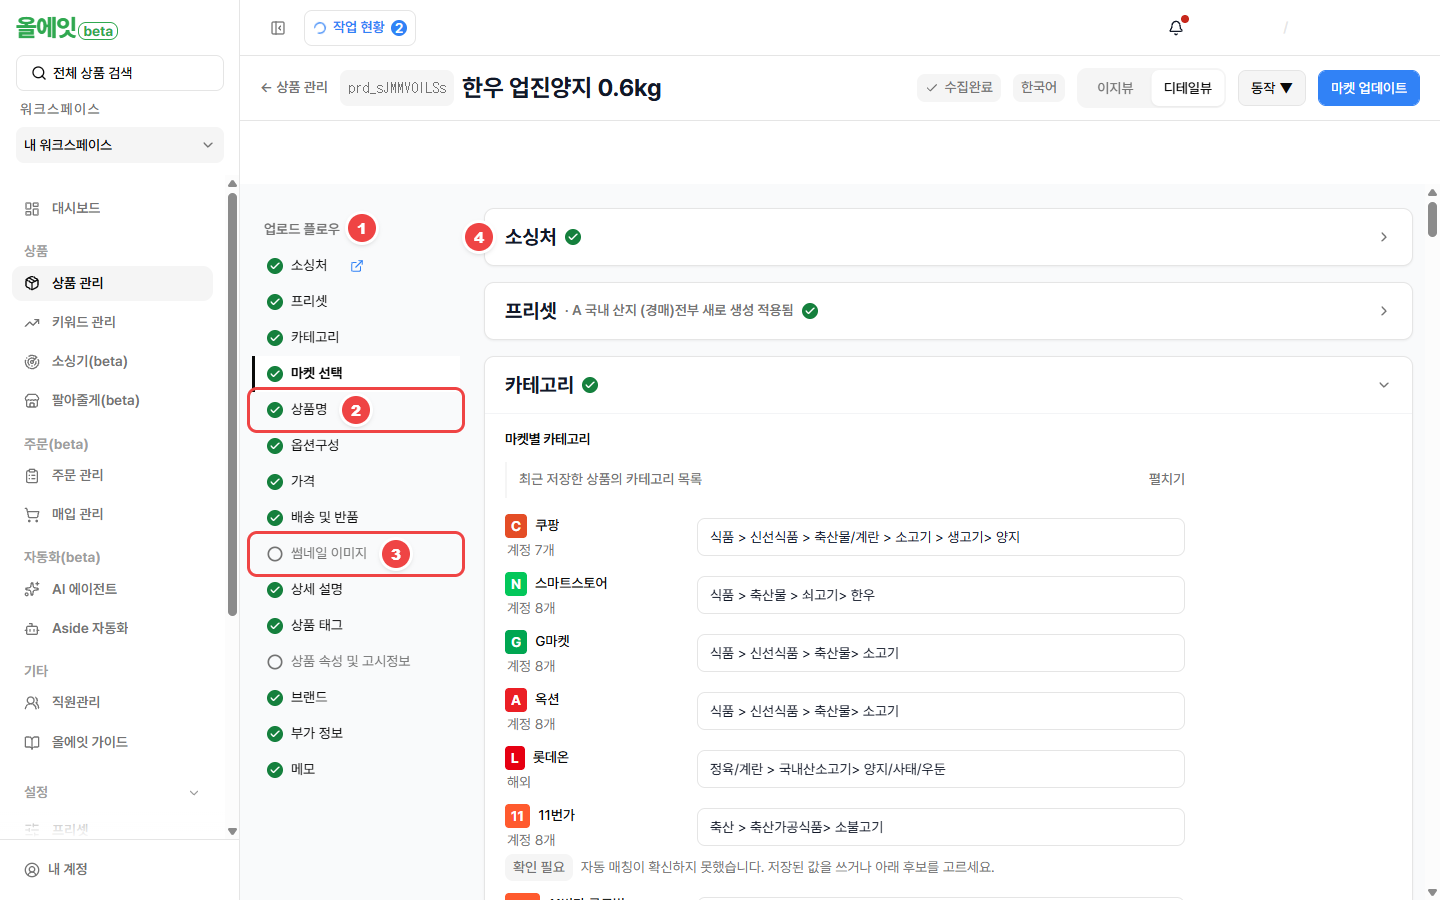 올에잇 beta
전체 상품 검색
워크스페이스
내 워크스페이스
대시보드
상품
상품 관리
키워드 관리
소싱기(beta)
팔아줄게(beta)
주문(beta)
주문 관리
매입 관리
자동화(beta)
AI 에이전트
Aside 자동화
기타
직원관리
올에잇 가이드
설정
프리셋
내 계정
작업 현황 2
/
상품 관리
prd_sJMMVOILSs
한우 업진양지 0.6kg
수집완료
한국어
이지뷰
디테일뷰
동작 ▼
마켓 업데이트
업로드 플로우 1
소싱처
프리셋
카테고리
마켓 선택
상품명 2
옵션구성
가격
배송 및 반품
썸네일 이미지 3
상세 설명
상품 태그
상품 속성 및 고시정보
브랜드
부가 정보
메모
4 소싱처
프리셋 · A 국내 산지 (경매)전부 새로 생성 적용됨
카테고리
마켓별 카테고리
최근 저장한 상품의 카테고리 목록 펼치기
C 쿠팡
계정 7개
식품 > 신선식품 > 축산물/계란 > 소고기 > 생고기> 양지
N 스마트스토어
계정 8개
식품 > 축산물 > 쇠고기> 한우
G G마켓
계정 8개
식품 > 신선식품 > 축산물> 소고기
A 옥션
계정 8개
식품 > 신선식품 > 축산물> 소고기
L 롯데온
해외
정육/계란 > 국내산소고기> 양지/사태/우둔
11 11번가
계정 8개
축산 > 축산가공식품> 소불고기
확인 필요 자동 매칭이 확신하지 못했습니다. 저장된 값을 쓰거나 아래 후보를 고르세요.